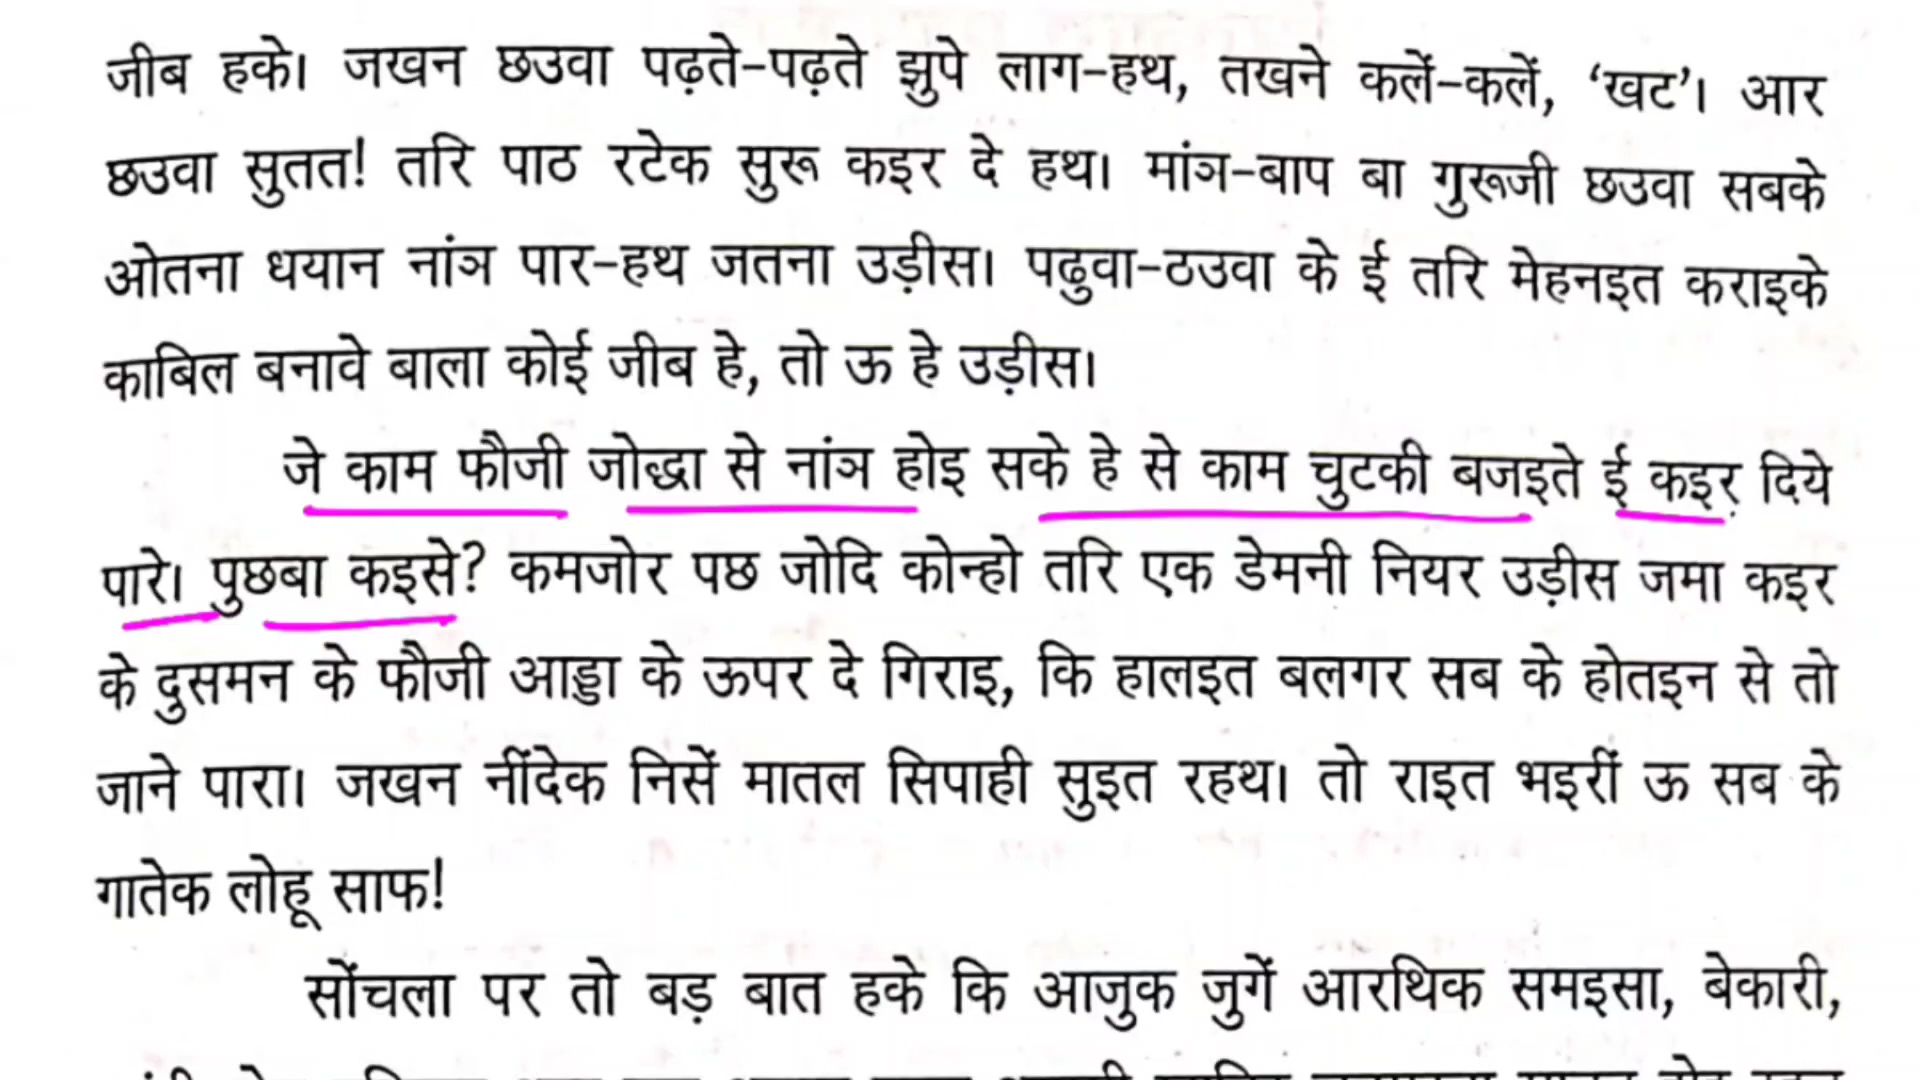 जीब हके। जखन छउवा पढ़ते-पढ़ते झुपे लाग-हथ, तखने कलें-कलें, ‘खट’। आर
छउवा सुतत! तरि पाठ रटेक सुरू कइर दे हथ। मांञ-बाप बा गुरूजी छउवा सबके
ओतना धयान नांञ पार-हथ जतना उड़ीस। पढुवा-ठउवा के ई तरि मेहनइत कराइके
काबिल बनावे बाला कोई जीब हे, तो ऊ हे उड़ीस।
जे काम फौजी जोद्धा से नांञ होइ सके हे से काम चुटकी बजइते ई कइर दिये
पारे। पुछबा कइसे? कमजोर पछ जोदि कोन्हो तरि एक डेमनी नियर उड़ीस जमा कइर
के दुसमन के फौजी आड्डा के ऊपर दे गिराइ, कि हालइत बलगर सब के होतइन से तो
जाने पारा। जखन नींदेक निसें मातल सिपाही सुइत रहथ। तो राइत भइरीं ऊ सब के
गातेक लोहू साफ!
सोंचला पर तो बड़ बात हके कि आजुक जुगें आरथिक समइसा, बेकारी,